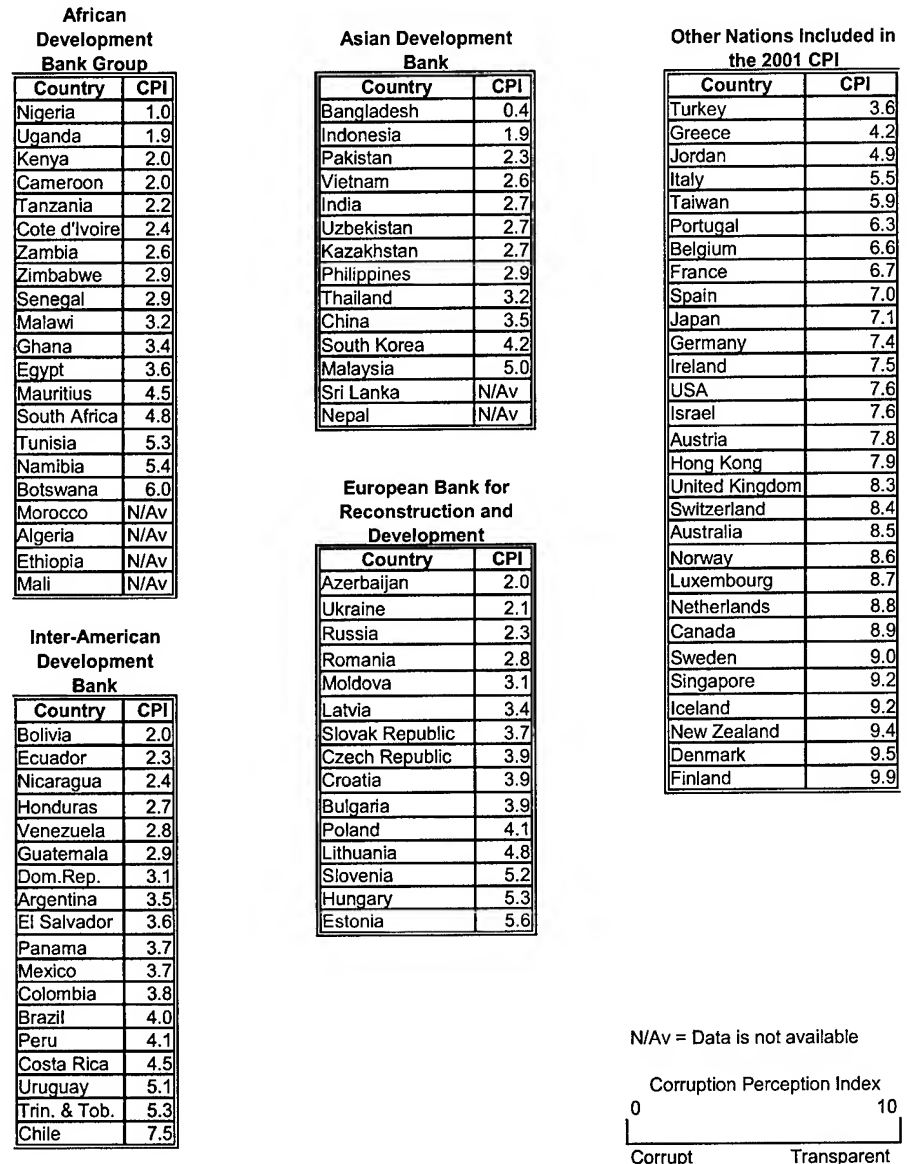 African
Development
Bank Group
Country CPI
Nigeria 1.0
Uganda 1.9
Kenya 2.0
Cameroon 2.0
Tanzania 2.2
Cote d'Ivoire 2.4
Zambia 2.6
Zimbabwe 2.9
Senegal 2.9
Malawi 3.2
Ghana 3.4
Egypt 3.6
Mauritius 4.5
South Africa 4.8
Tunisia 5.3
Namibia 5.4
Botswana 6.0
Morocco N/Av
Algeria N/Av
Ethiopia N/Av
Mali N/Av
Inter-American
Development
Bank
Country CPI
Bolivia 2.0
Ecuador 2.3
Nicaragua 2.4
Honduras 2.7
Venezuela 2.8
Guatemala 2.9
Dom.Rep. 3.1
Argentina 3.5
El Salvador 3.6
Panama 3.7
Mexico 3.7
Colombia 3.8
Brazil 4.0
Peru 4.1
Costa Rica 4.5
Uruguay 5.1
Trin. & Tob. 5.3
Chile 7.5
Asian Development
Bank
Country CPI
Bangladesh 0.4
Indonesia 1.9
Pakistan 2.3
Vietnam 2.6
India 2.7
Uzbekistan 2.7
Kazakhstan 2.7
Philippines 2.9
Thailand 3.2
China 3.5
South Korea 4.2
Malaysia 5.0
Sri Lanka N/Av
Nepal N/Av
European Bank for
Reconstruction and
Development
Country CPI
Azerbaijan 2.0
Ukraine 2.1
Russia 2.3
Romania 2.8
Moldova 3.1
Latvia 3.4
Slovak Republic 3.7
Czech Republic 3.9
Croatia 3.9
Bulgaria 3.9
Poland 4.1
Lithuania 4.8
Slovenia 5.2
Hungary 5.3
Estonia 5.6
Other Nations Included in
the 2001 CPI
Country CPI
Turkey 3.6
Greece 4.2
Jordan 4.9
Italy 5.5
Taiwan 5.9
Portugal 6.3
Belgium 6.6
France 6.7
Spain 7.0
Japan 7.1
Germany 7.4
Ireland 7.5
USA 7.6
Israel 7.6
Austria 7.8
Hong Kong 7.9
United Kingdom 8.3
Switzerland 8.4
Australia 8.5
Norway 8.6
Luxembourg 8.7
Netherlands 8.8
Canada 8.9
Sweden 9.0
Singapore 9.2
Iceland 9.2
New Zealand 9.4
Denmark 9.5
Finland 9.9
N/Av = Data is not available
Corruption Perception Index
0 10
Corrupt Transparent